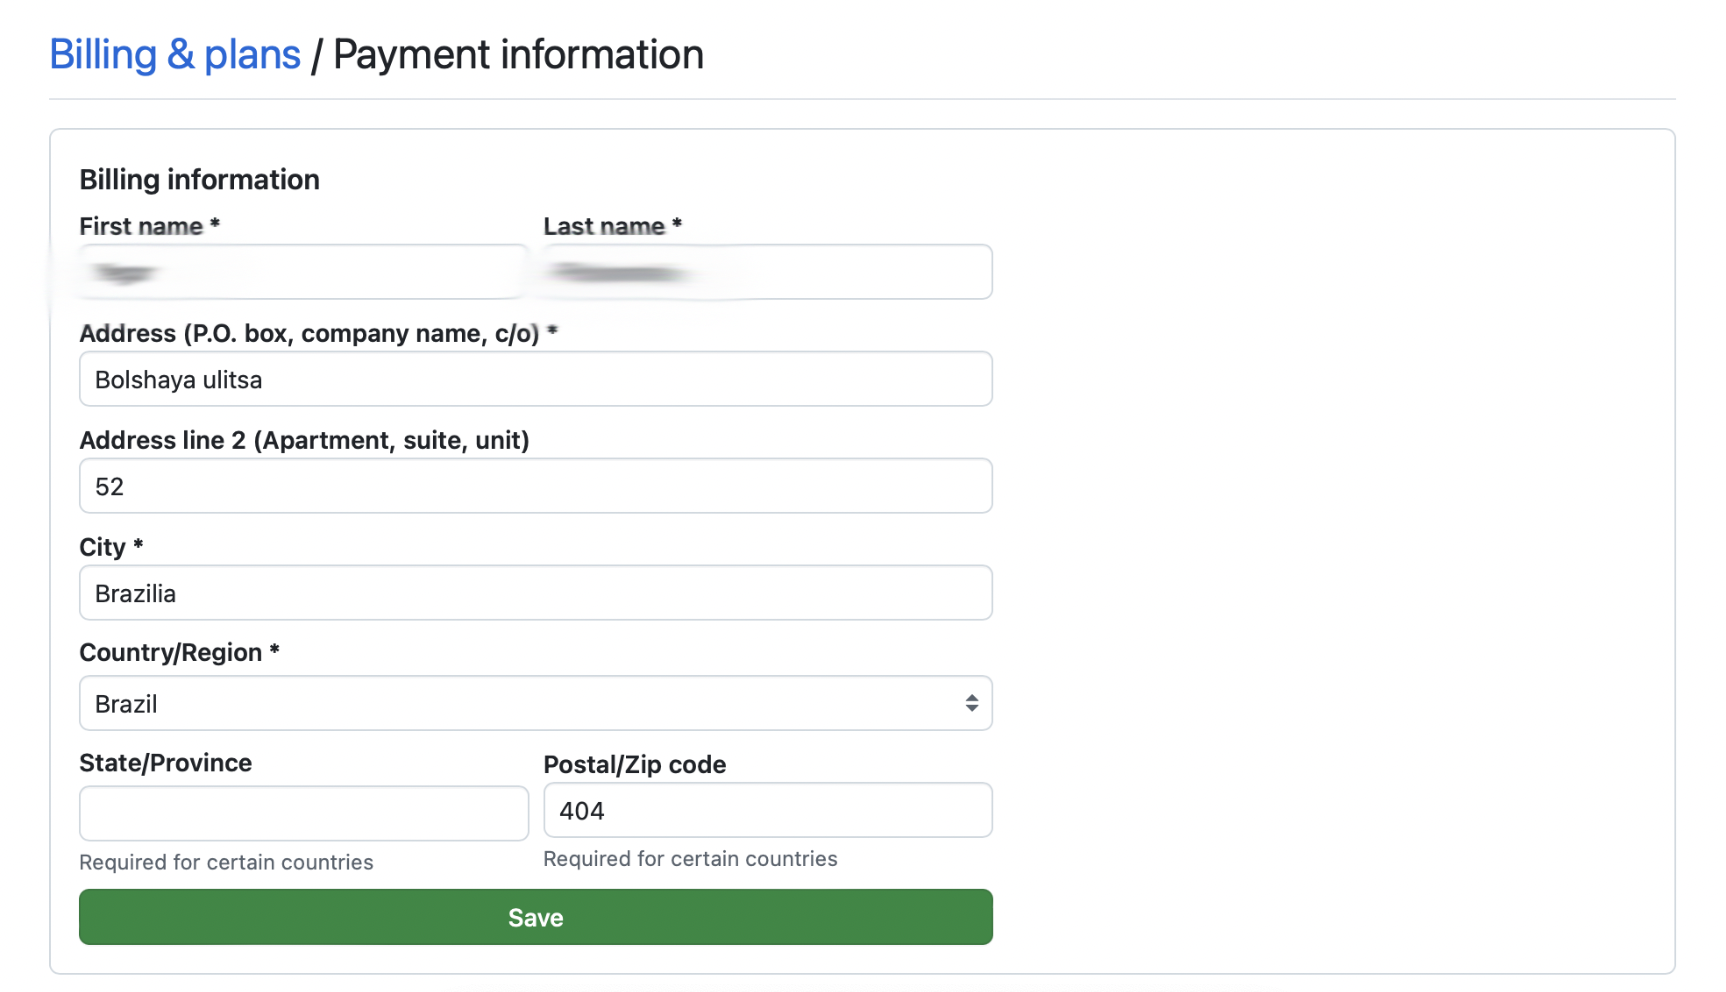 Billing & plans / Payment information
Billing information
First name *
Last name *
Address (P.O. box, company name, c/o) *
Bolshaya ulitsa
Address line 2 (Apartment, suite, unit)
52
City *
Brazilia
Country/Region *
Brazil
State/Province
Postal/Zip code
404
Required for certain countries
Required for certain countries
Save